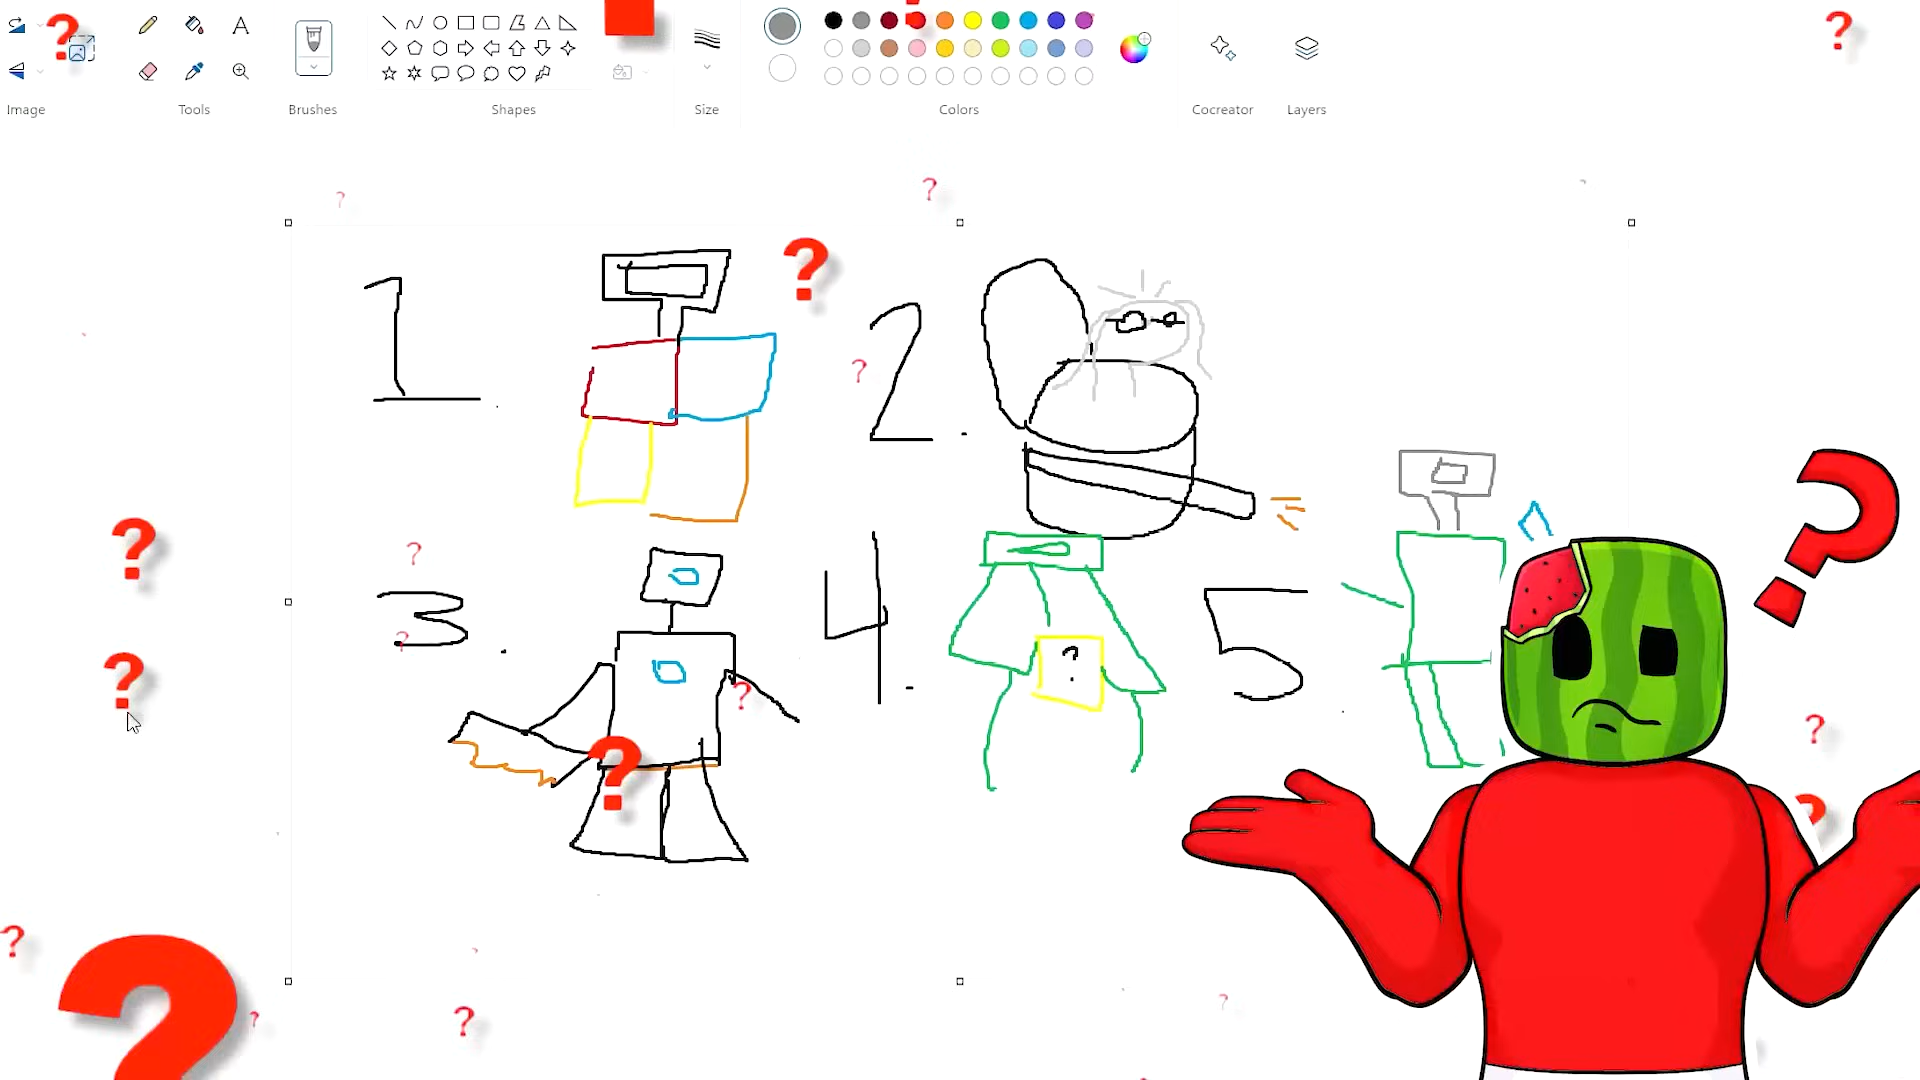 Image Tools Brushes Shapes Size Colors Cocreator Layers
? ? ? ?
? ?
1. ? 2. ?
? ? ?
3. ? 4. ? 5 ?
? ? ?
? ? ?
? ? ? ?